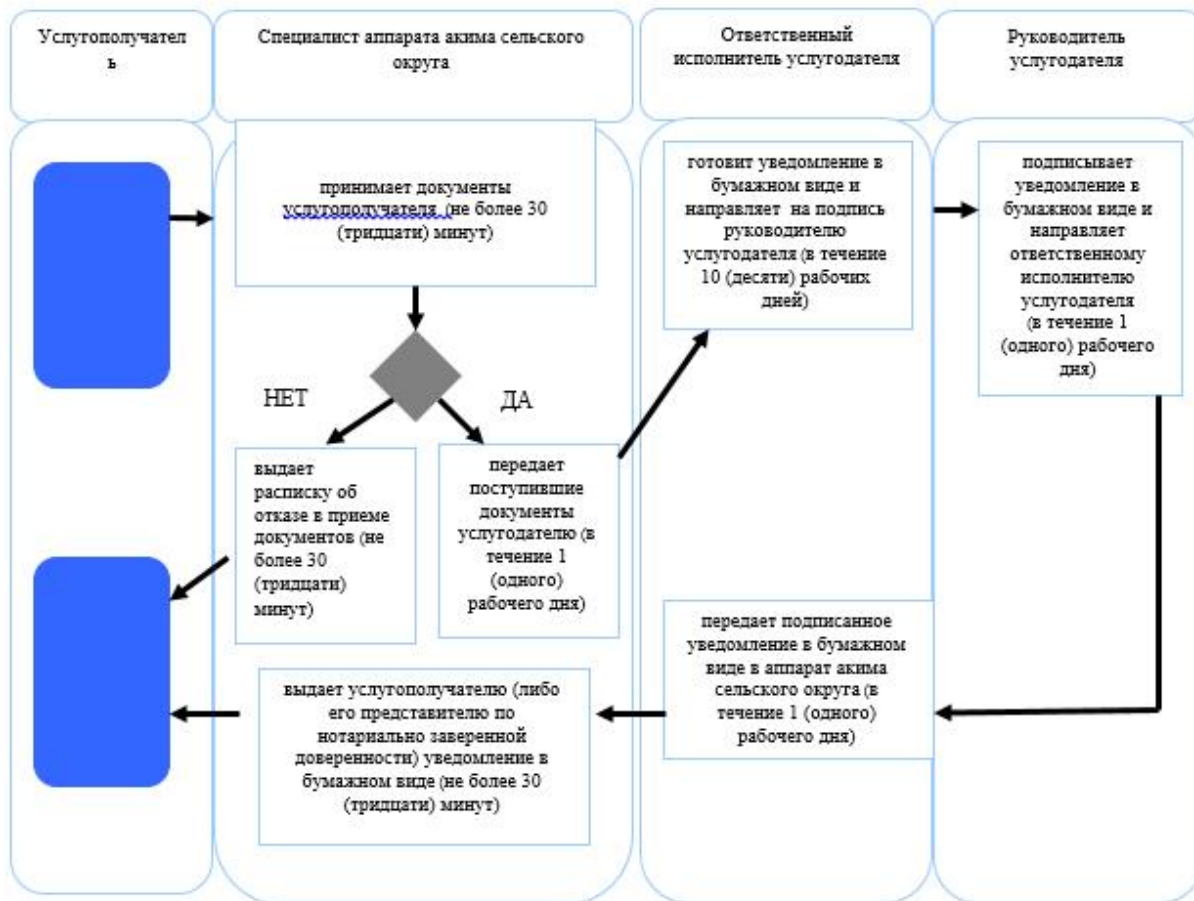 Услугополучател
ь
Специалист аппарата акима сельского
округа
Ответственный
исполнитель услугодателя
Руководитель
услугодателя
принимает документы
услугополучателя (не более 30
(тридцати) минут)
НЕТ
ДА
выдает
расписку об
отказе в приеме
документов (не
более 30
(тридцати)
минут)
передает
поступившие
документы
услугодателю (в
течение 1
(одного)
рабочего дня)
готовит уведомление в
бумажном виде и
направляет на подпись
руководителю
услугодателя (в течение
10 (десяти) рабочих
дней)
подписывает
уведомление в
бумажном виде и
направляет
ответственному
исполнителю
услугодателя
(в течение 1
(одного) рабочего
дня)
передает подписанное
уведомление в бумажном
виде в аппарат акима
сельского округа (в
течение 1 (одного)
рабочего дня)
выдает услугополучателю (либо
его представителю по
нотариально заверенной
доверенности) уведомление в
бумажном виде (не более 30
(тридцати) минут)